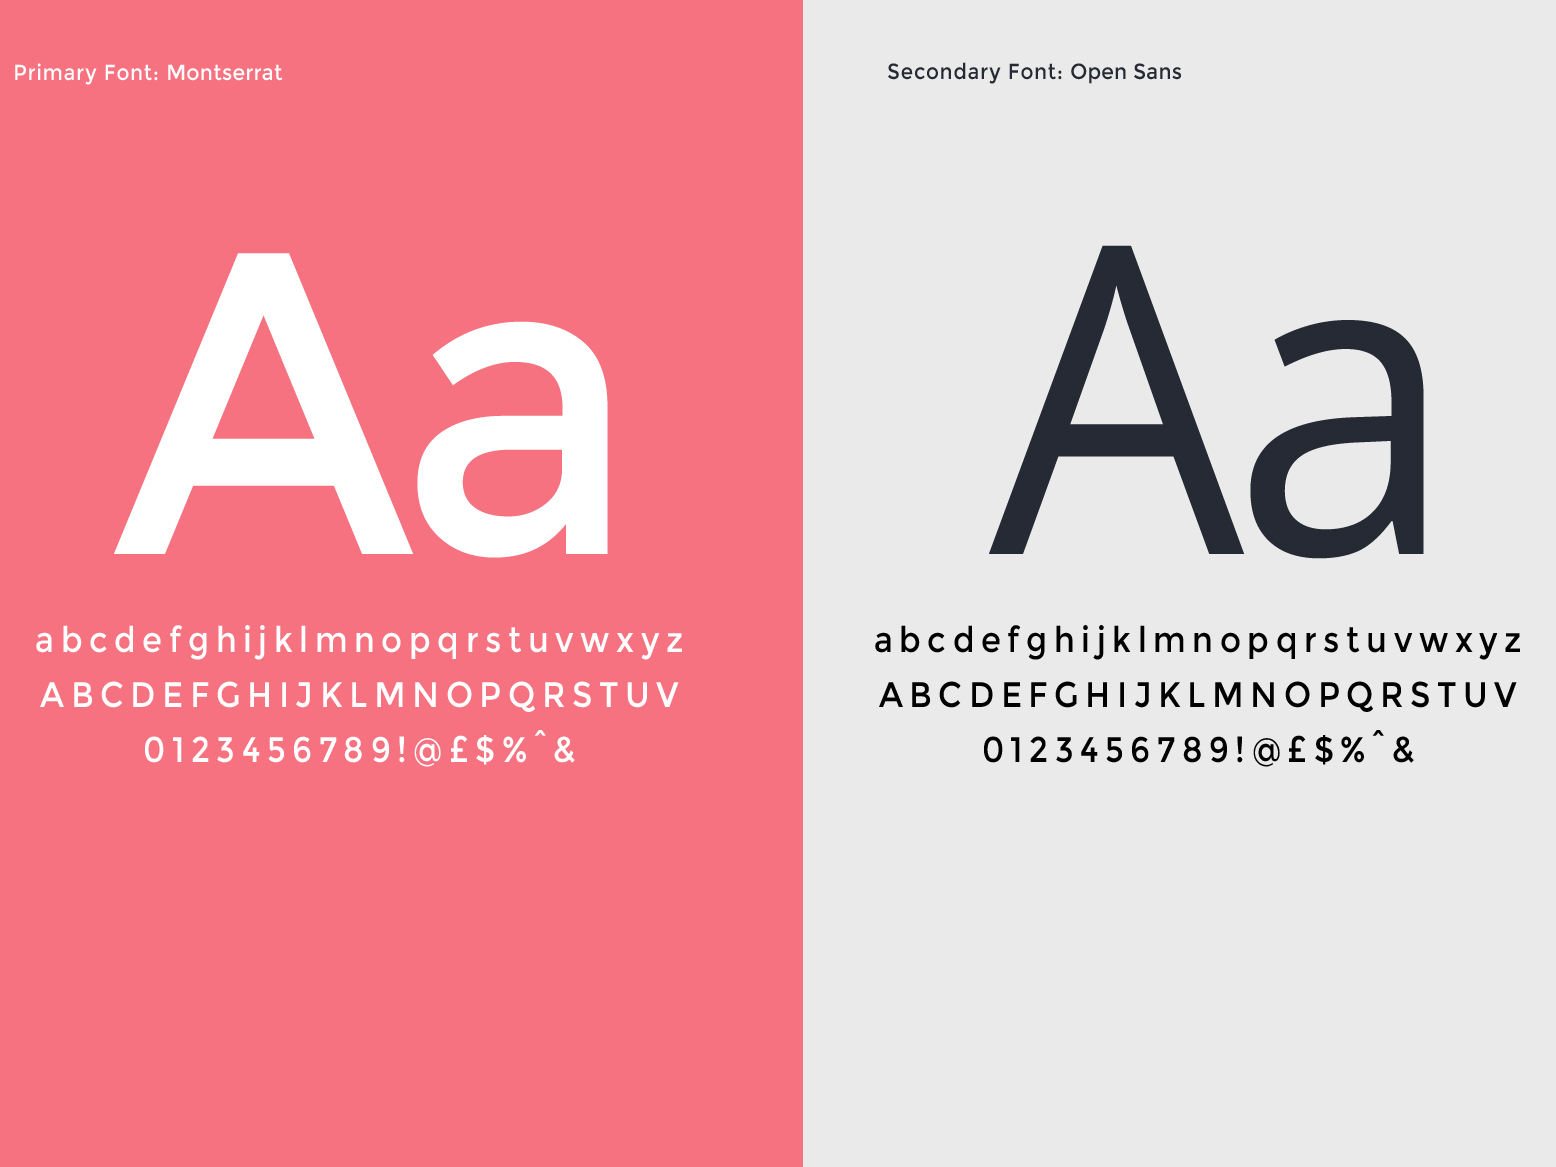 Primary Font: Montserrat
Aa
a b c d e f g h i j k l m n o p q r s t u v w x y z
A B C D E F G H I J K L M N O P Q R S T U V
0 1 2 3 4 5 6 7 8 9 ! @ £ $ % ˆ &
Secondary Font: Open Sans
Aa
a b c d e f g h i j k l m n o p q r s t u v w x y z
A B C D E F G H I J K L M N O P Q R S T U V
0 1 2 3 4 5 6 7 8 9 ! @ £ $ % ˆ &